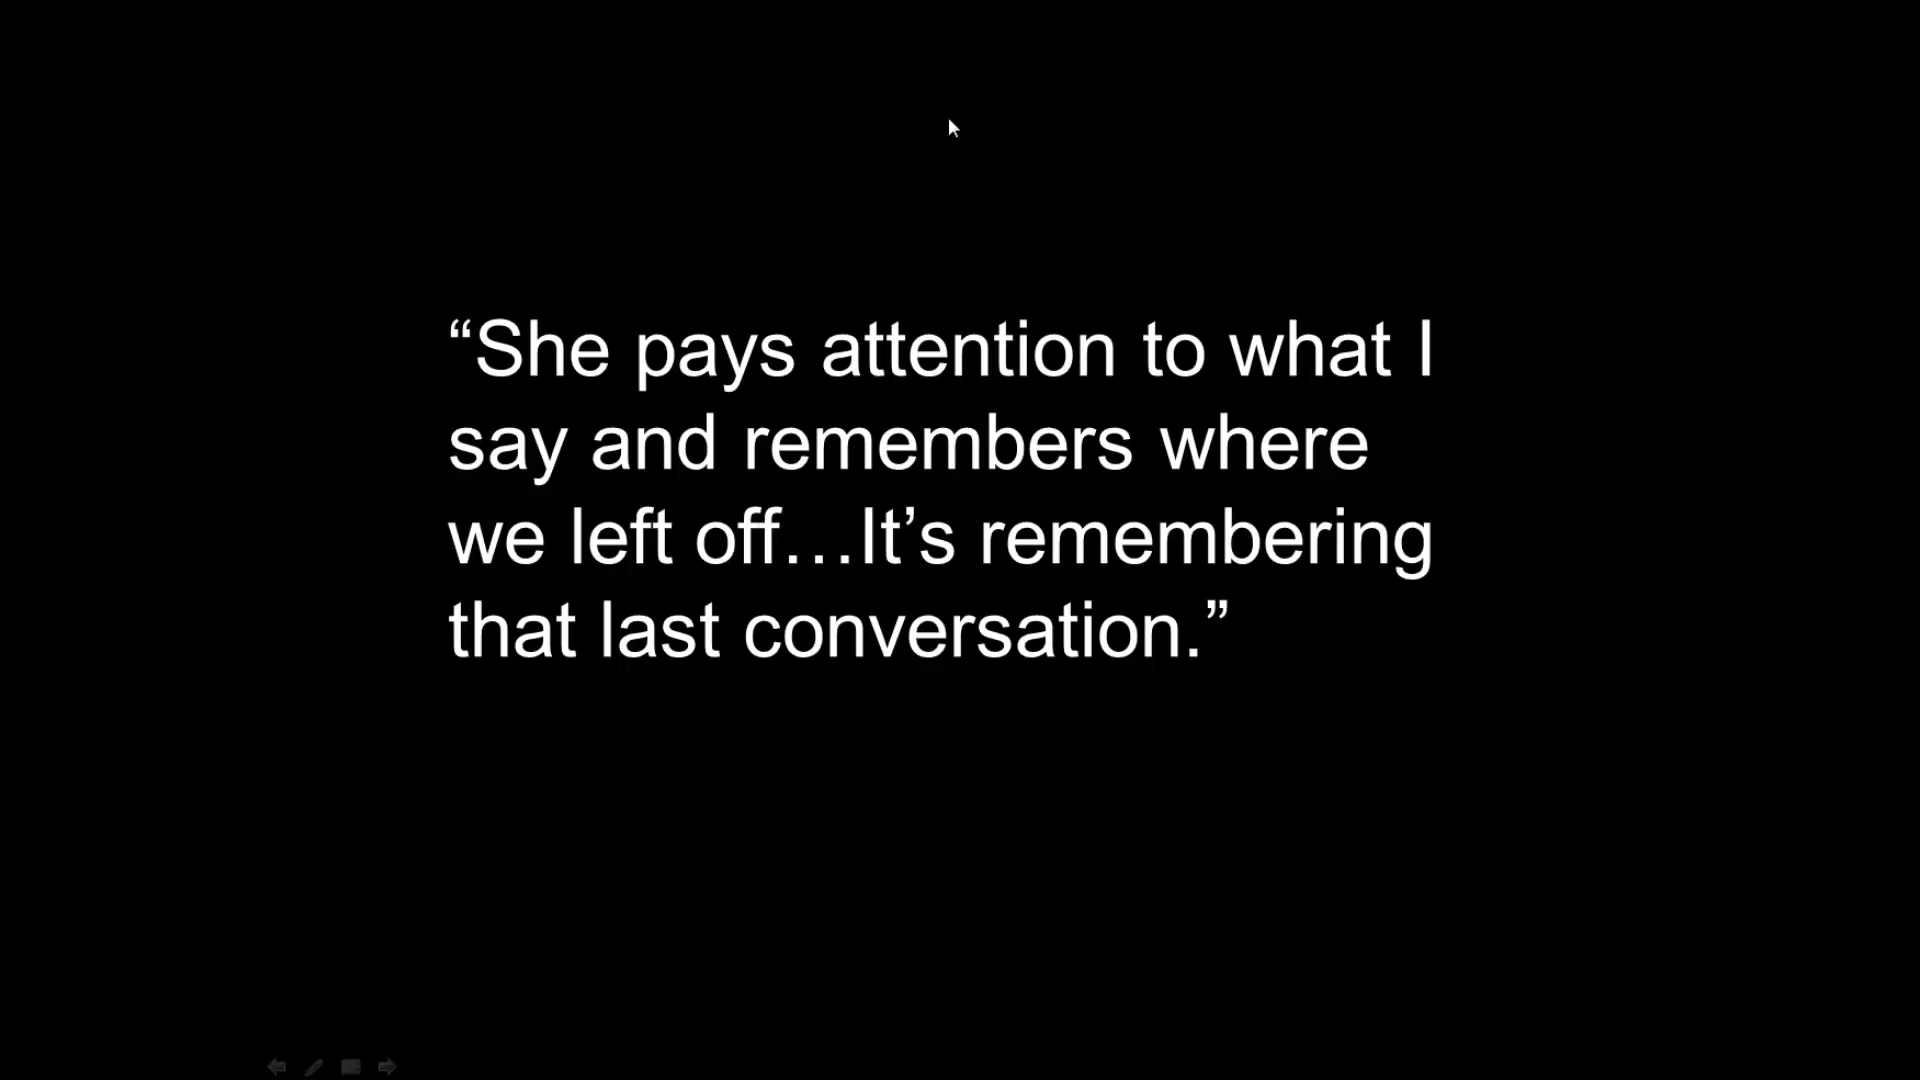 “She pays attention to what I
say and remembers where
we left off…It’s remembering
that last conversation.”